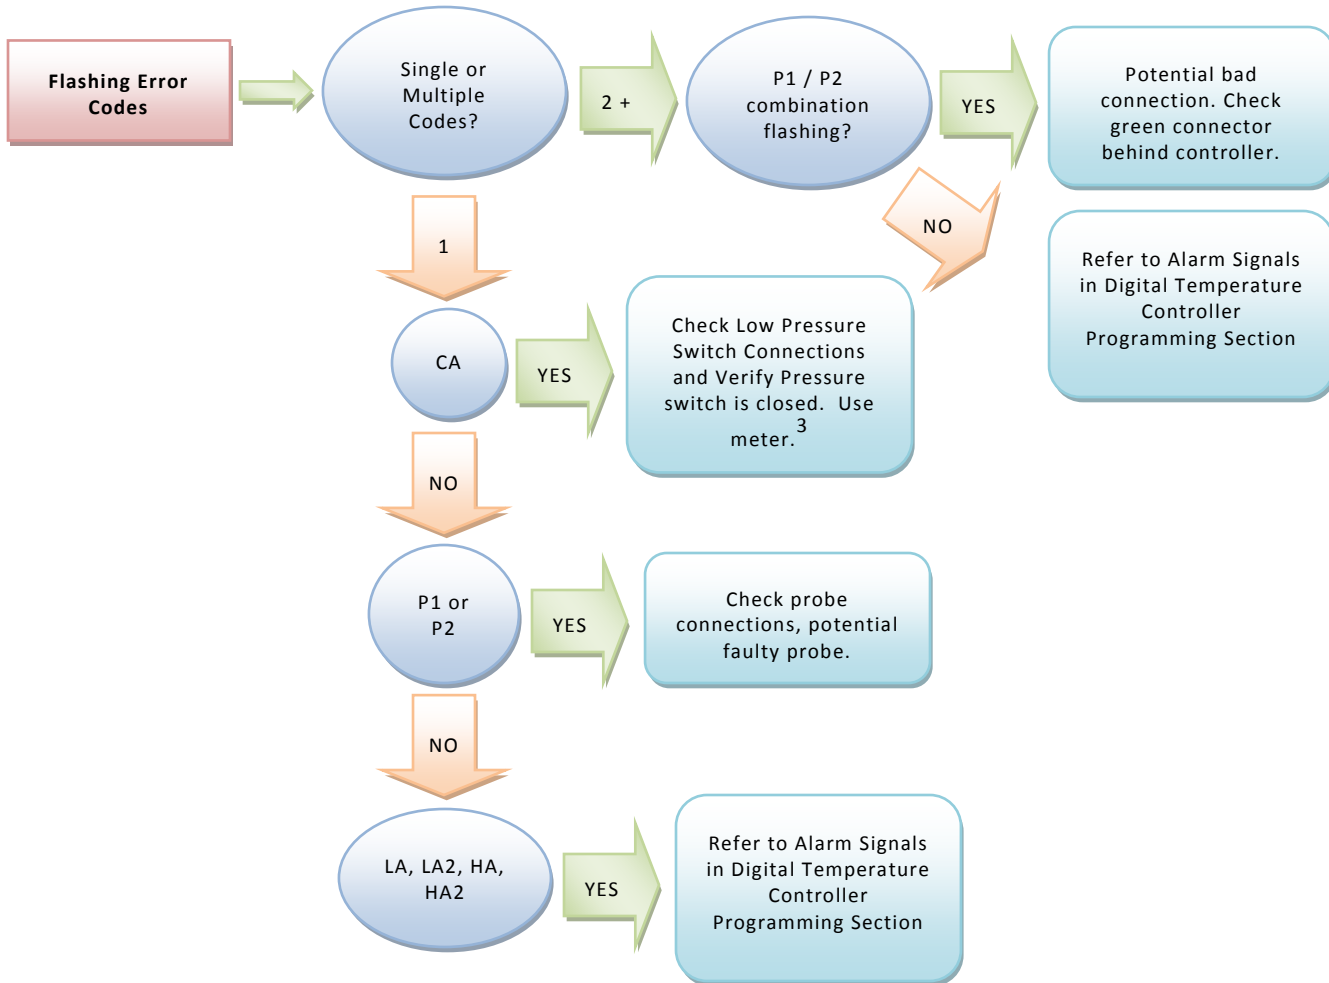 Flashing Error
Codes
Single or
Multiple
Codes?
2 +
P1 / P2
combination
flashing?
YES
Potential bad
connection. Check
green connector
behind controller.
NO
Refer to Alarm Signals
in Digital Temperature
Controller
Programming Section
1
CA
YES
Check Low Pressure
Switch Connections
and Verify Pressure
switch is closed. Use
meter.3
NO
P1 or
P2
YES
Check probe
connections, potential
faulty probe.
NO
LA, LA2, HA,
HA2
YES
Refer to Alarm Signals
in Digital Temperature
Controller
Programming Section